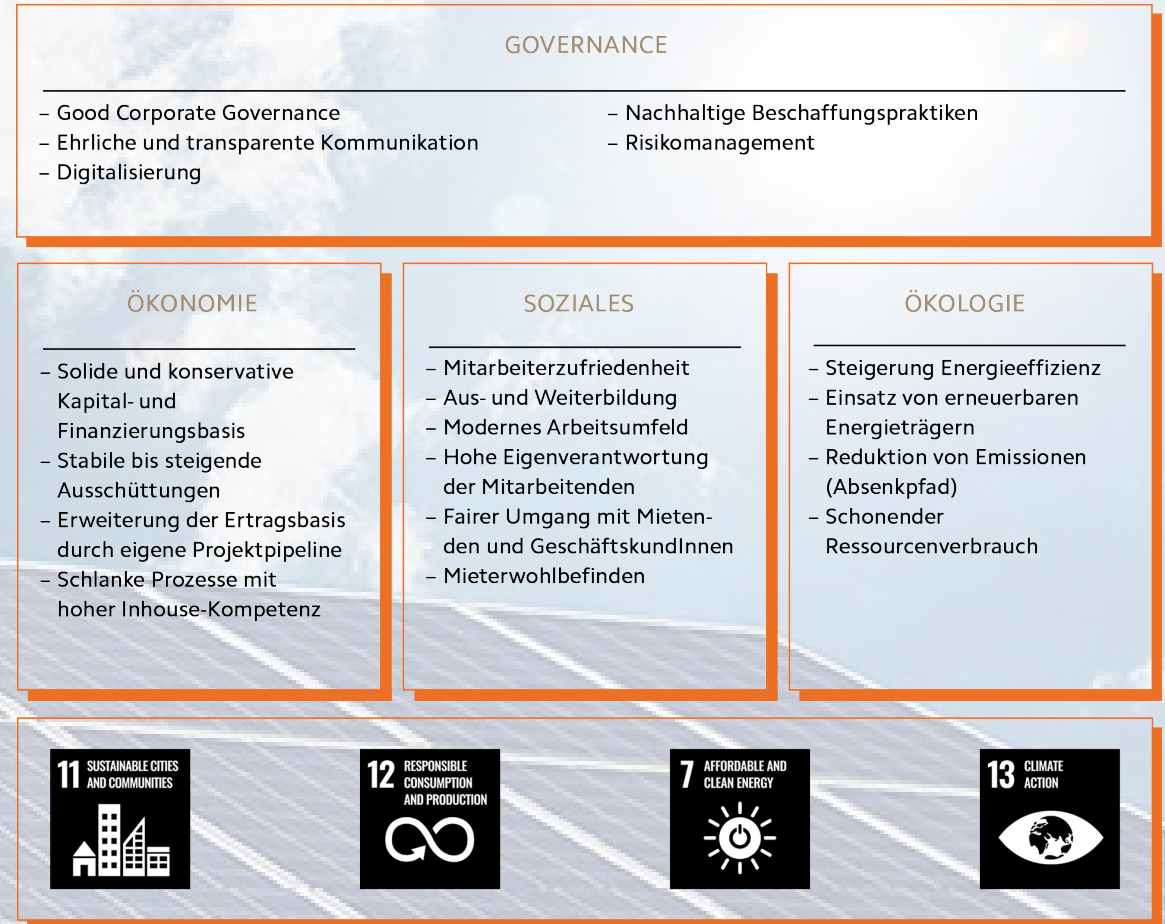 GOVERNANCE
– Good Corporate Governance
– Ehrliche und transparente Kommunikation
– Digitalisierung
– Nachhaltige Beschaffungspraktiken
– Risikomanagement
ÖKONOMIE
– Solide und konservative
Kapital- und
Finanzierungsbasis
– Stabile bis steigende
Ausschüttungen
– Erweiterung der Ertragsbasis
durch eigene Projektpipeline
– Schlanke Prozesse mit
hoher Inhouse-Kompetenz
SOZIALES
– Mitarbeiterzufriedenheit
– Aus- und Weiterbildung
– Modernes Arbeitsumfeld
– Hohe Eigenverantwortung
der Mitarbeitenden
– Fairer Umgang mit Mieten-
den und GeschäftskundInnen
– Mieterwohlbefinden
ÖKOLOGIE
– Steigerung Energieeffizienz
– Einsatz von erneuerbaren
Energieträgern
– Reduktion von Emissionen
(Absenkpfad)
– Schonender
Ressourcenverbrauch
11 SUSTAINABLE CITIES
AND COMMUNITIES
12 RESPONSIBLE
CONSUMPTION
AND PRODUCTION
7 AFFORDABLE AND
CLEAN ENERGY
13 CLIMATE
ACTION